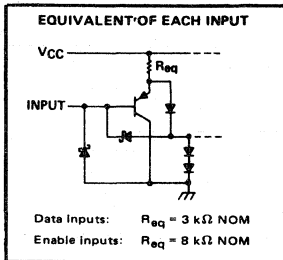 EQUIVALENT OF EACH INPUT
VCC
Req
INPUT
Data Inputs: Req = 3 kΩ NOM
Enable inputs: Req = 8 kΩ NOM